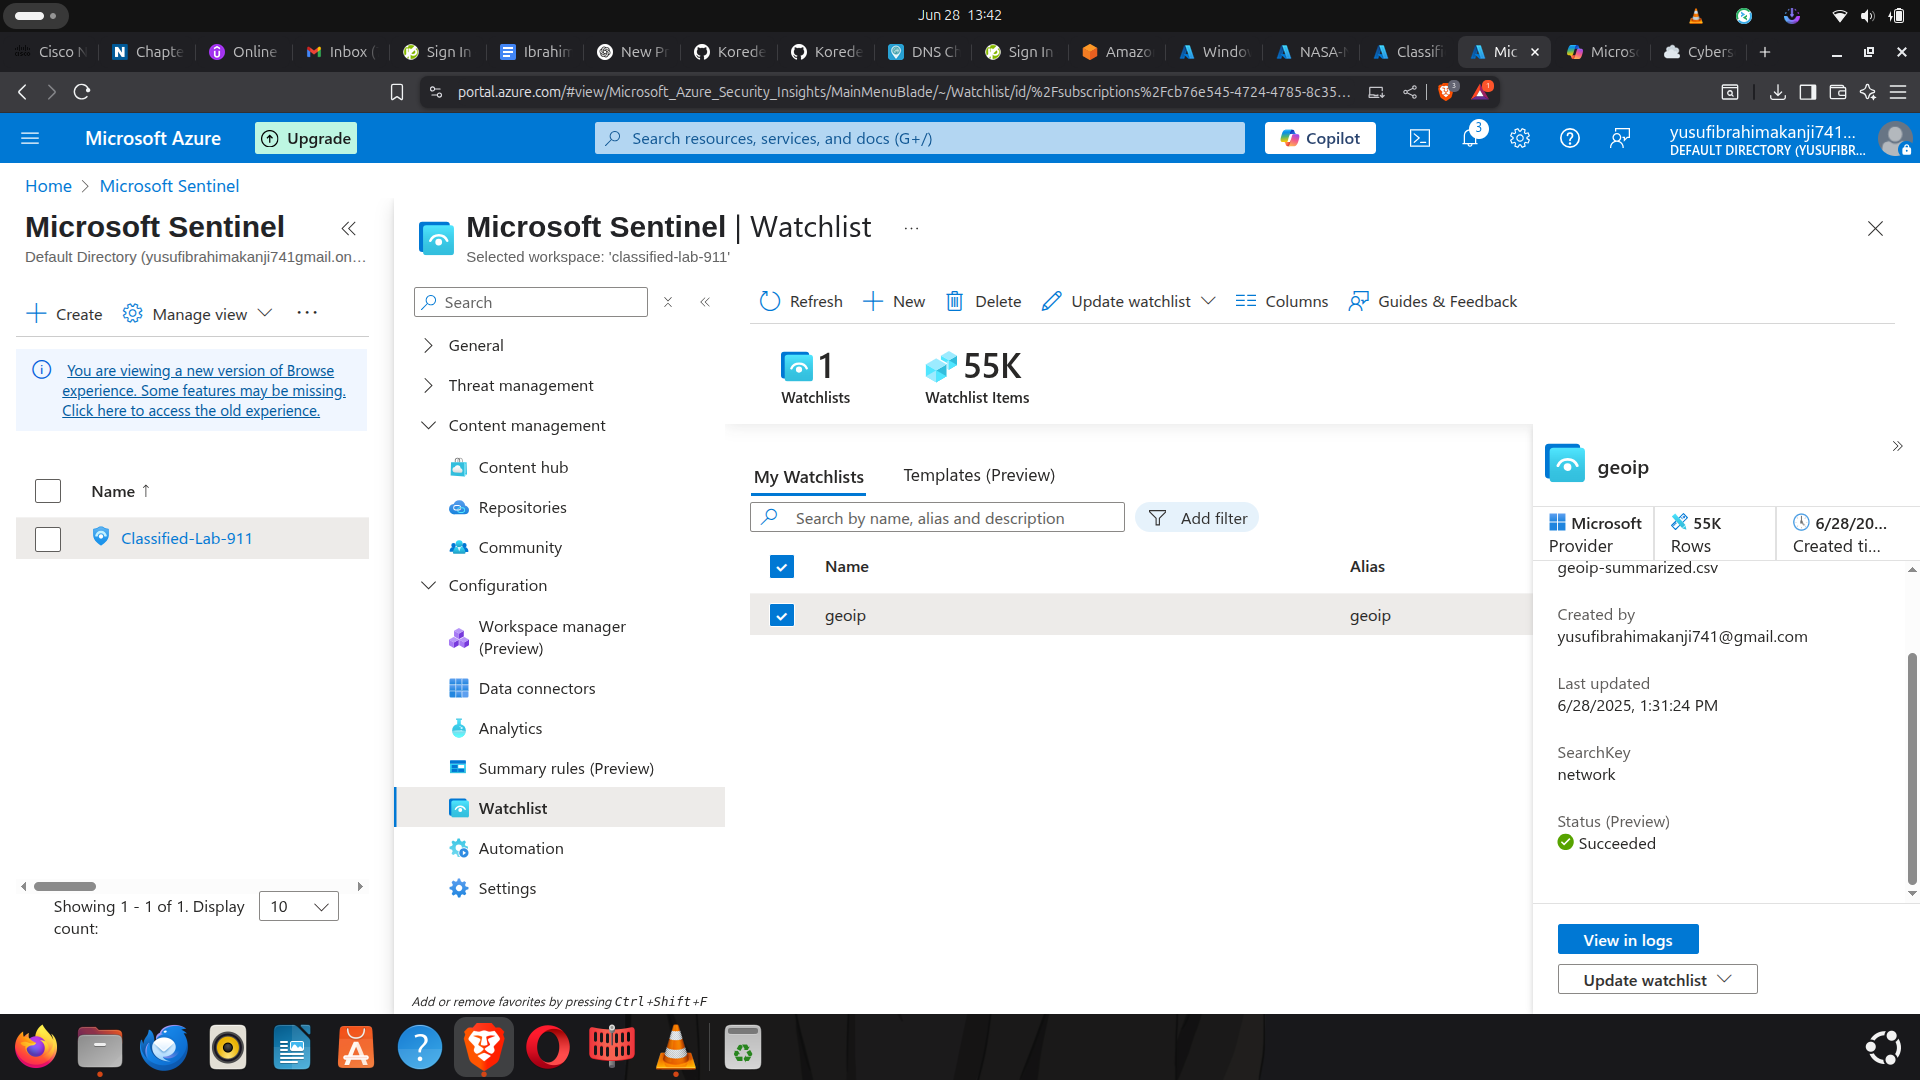 Jun 28 13:42
Cisco N
Chapte
Online
Inbox (
Sign In
Ibrahim
New Pr
Korede
Korede
DNS Ch
Sign In
Amazo
Windo
NASA-N
Classifi
Mic
Micros
Cybers
portal.azure.com/#view/Microsoft_Azure_Security_Insights/MainMenuBlade/~/Watchlist/id/%2Fsubscriptions%2Fcb76e545-4724-4785-8c35...
3
1
Microsoft Azure
Upgrade
Search resources, services, and docs (G+/)
Copilot
3
yusufibrahimakanji741...
DEFAULT DIRECTORY (YUSUFIBR...
Home
Microsoft Sentinel
Microsoft Sentinel
Default Directory (yusufibrahimakanji741gmail.on...
Create
Manage view
You are viewing a new version of Browse
experience. Some features may be missing.
Click here to access the old experience.
Name ↑
Classified-Lab-911
Showing 1 - 1 of 1. Display
count:
10
Microsoft Sentinel | Watchlist
Selected workspace: 'classified-lab-911'
Search
General
Threat management
Content management
Content hub
Repositories
Community
Configuration
Workspace manager
(Preview)
Data connectors
Analytics
Summary rules (Preview)
Watchlist
Automation
Settings
Add or remove favorites by pressing Ctrl+Shift+F
Refresh
New
Delete
Update watchlist
Columns
Guides & Feedback
1
Watchlists
55K
Watchlist Items
My Watchlists
Templates (Preview)
Search by name, alias and description
Add filter
Name
Alias
geoip
geoip
geoip
Microsoft
Provider
55K
Rows
6/28/20...
Created ti...
geoip-summarized.csv
Created by
yusufibrahimakanji741@gmail.com
Last updated
6/28/2025, 1:31:24 PM
SearchKey
network
Status (Preview)
Succeeded
View in logs
Update watchlist